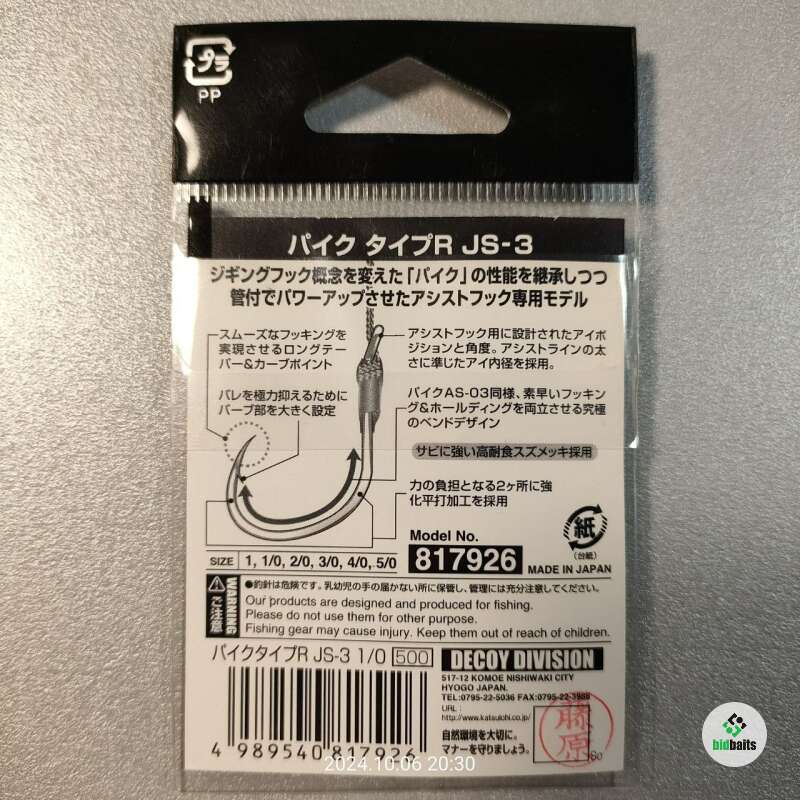 プラ
PP
パイク タイプR JS-3
ジギングフック概念を変えた「パイク」の性能を継承しつつ
管付でパワーアップさせたアシストフック専用モデル
スムーズなフッキングを
実現させるロングテー
パー&カーブポイント
アシストフック用に設計されたアイポ
ジションと角度。アシストラインの太
さに準じたアイ内径を採用。
バレを極力抑えるために
バーブ部を大きく設定
パイクAS-03同様、素早いフッキン
グ&ホールディングを両立させる究極
のベンドデザイン
サビに強い高耐食スズメッキ採用
力の負担となる2ヶ所に強
化平打加工を採用
紙
(台紙)
Model No.
SIZE 1, 1/0, 2/0, 3/0, 4/0, 5/0 817926 MADE IN JAPAN
WARNING
ご注意
●釣針は危険です。乳幼児の手の届かない所に保管し、管理には充分注意してください。
Our products are designed and produced for fishing.
Please do not use them for other purpose.
Fishing gear may cause injury. Keep them out of reach of children.
パイクタイプR JS-3 1/0 500
DECOY DIVISION
517-12 KOMOE NISHIWAKI CITY
HYOGO JAPAN.
TEL:0795-22-5036 FAX:0795-22-3988
URL :
http://www.katsuichi.co.jp/
自然環境を大切に。
マナーを守りましょう。
藤原
4 989540 817926
2024.10.06 20:30
bidbaits